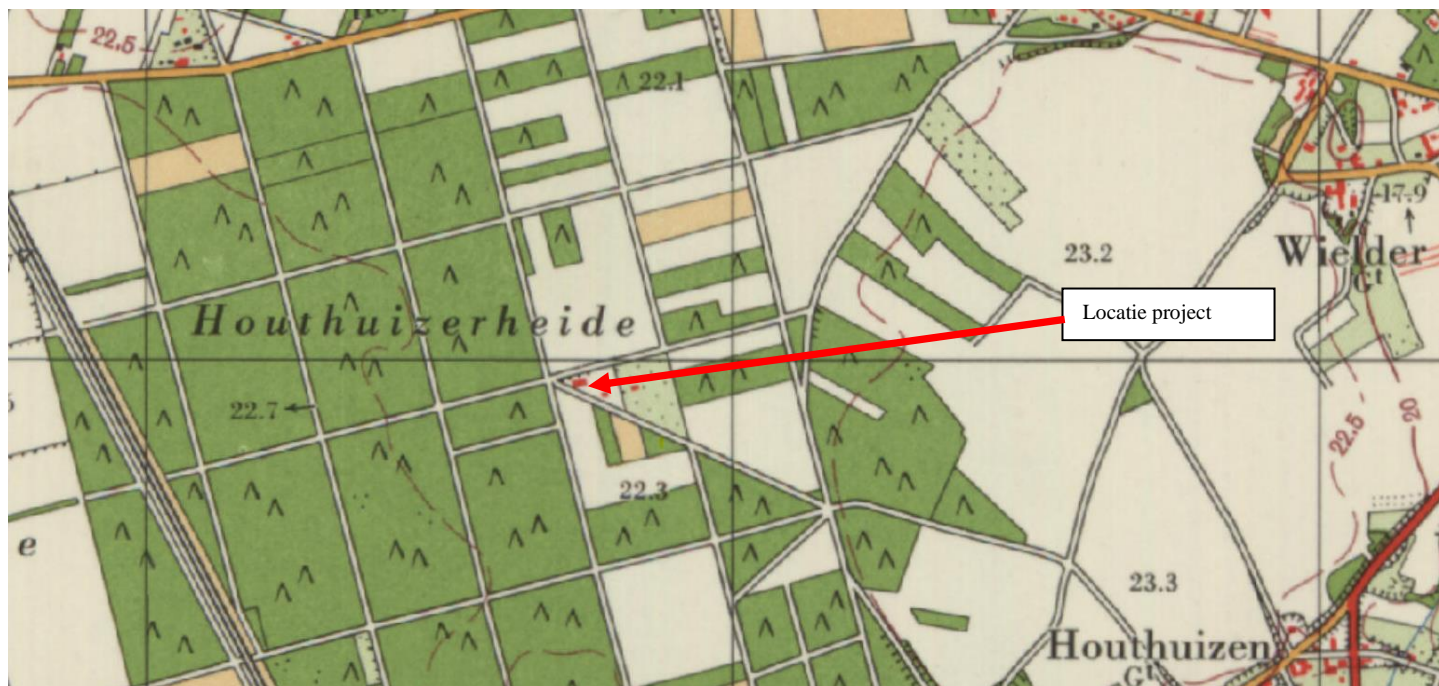 22.5
22.1
17.9
Wielder
Gt
23.2
Houthuizerheide
Locatie project
22.7
22.5
20
22.3
e
23.3
Houthuizen
Gt